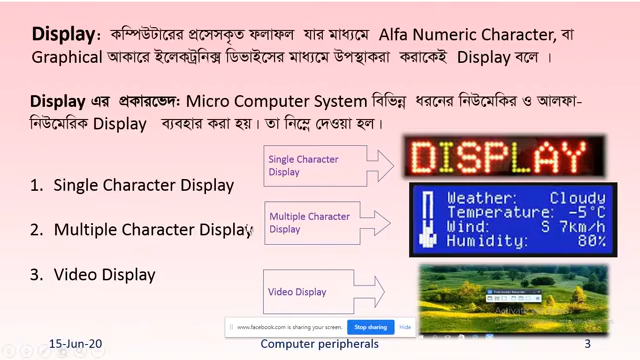 Display: কম্পিউটারের প্রসেসকৃত ফলাফল যার মাধ্যমে Alfa Numeric Character, বা
Graphical আকারে ইলেকট্রনিক্স ডিভাইসের মাধ্যমে উপস্থাকরা করাকেই Display বলে ।
Display এর প্রকারভেদ: Micro Computer System বিভিন্ন ধরনের নিউমেকির ও আলফা-
নিউমেরিক Display ব্যবহার করা হয়। তা নিম্নে দেওয়া হল।
1. Single Character Display
2. Multiple Character Display
3. Video Display
Single Character
Display
DISPLAY
Multiple Character
Display
Weather: Cloudy
Temperature: -5°C
Wind: S 7km/h
Humidity: 80%
Video Display
www.facebook.com is sharing your screen. Stop sharing Hide
15-Jun-20 Computer peripherals 3